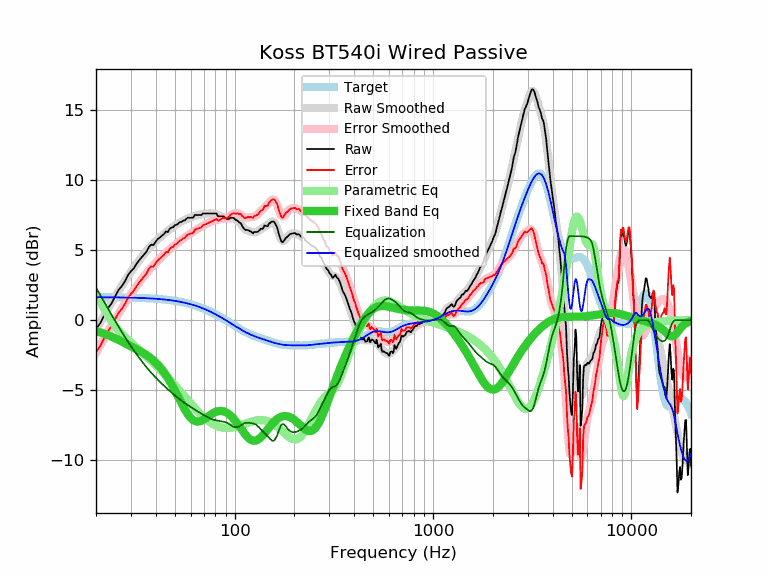 Koss BT540i Wired Passive
Target
Raw Smoothed
Error Smoothed
Raw
Error
Parametric Eq
Fixed Band Eq
Equalization
Equalized smoothed
15
10
5
0
−5
−10
Amplitude (dBr)
100
1000
10000
Frequency (Hz)